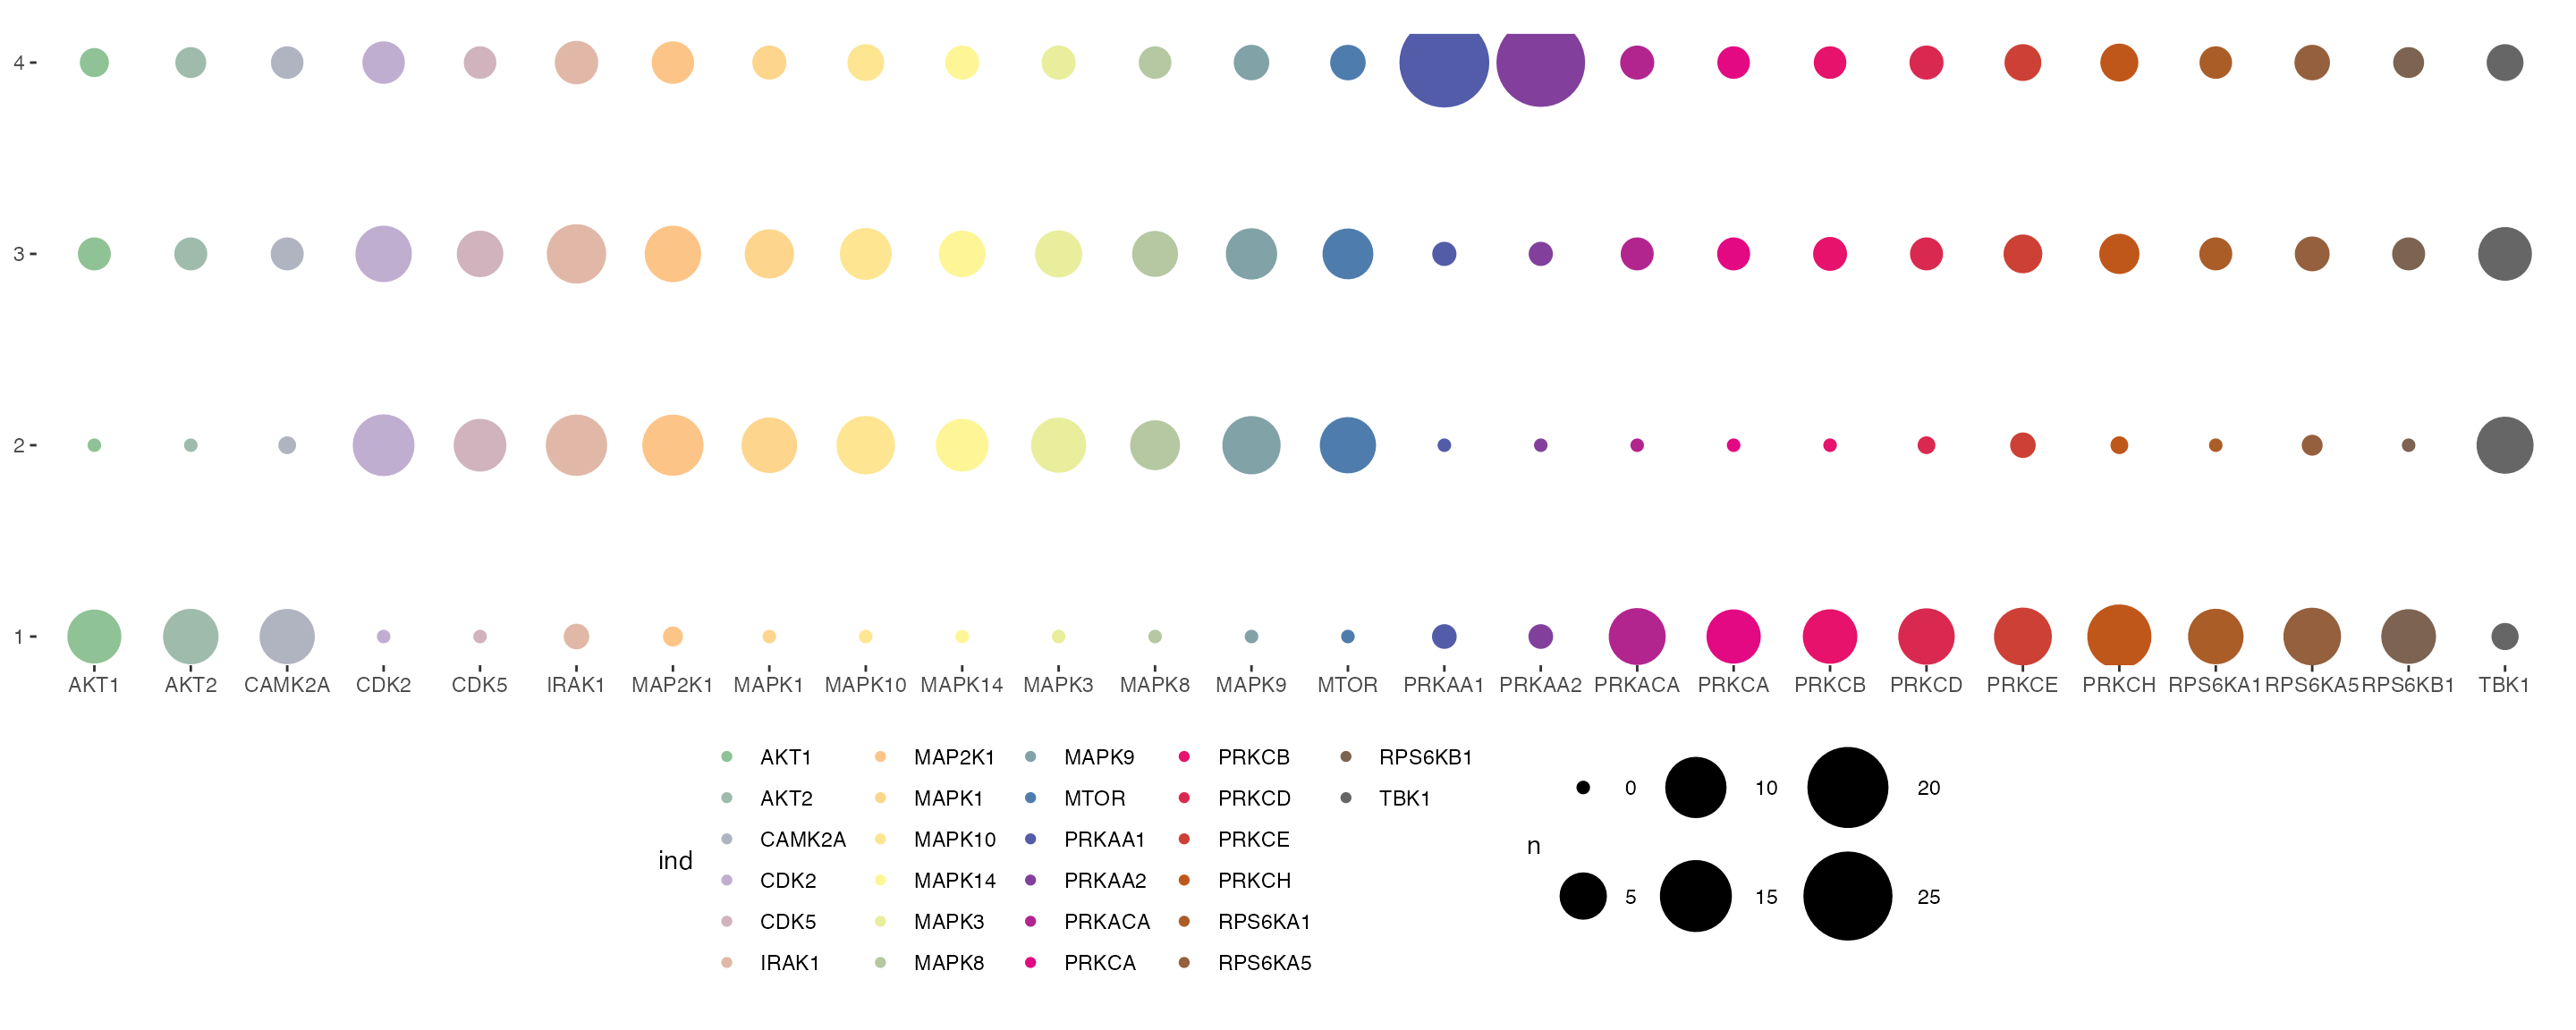 4
3
2
1
AKT1 AKT2 CAMK2A CDK2 CDK5 IRAK1 MAP2K1 MAPK1 MAPK10 MAPK14 MAPK3 MAPK8 MAPK9 MTOR PRKAA1 PRKAA2 PRKACA PRKCA PRKCB PRKCD PRKCE PRKCH RPS6KA1 RPS6KA5 RPS6KB1 TBK1
ind
AKT1
AKT2
CAMK2A
CDK2
CDK5
IRAK1
MAP2K1
MAPK1
MAPK10
MAPK14
MAPK3
MAPK8
MAPK9
MTOR
PRKAA1
PRKAA2
PRKACA
PRKCA
PRKCB
PRKCD
PRKCE
PRKCH
RPS6KA1
RPS6KA5
RPS6KB1
TBK1
n
0
5
10
15
20
25